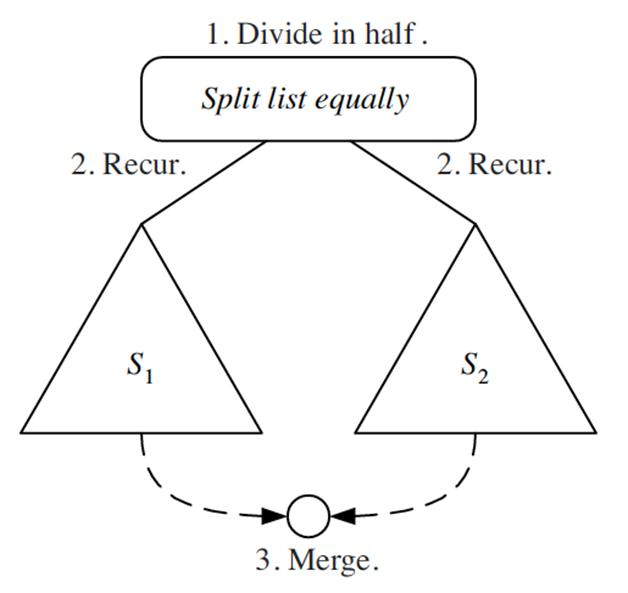 1. Divide in half.
Split list equally
2. Recur.
2. Recur.
S1
S2
3. Merge.